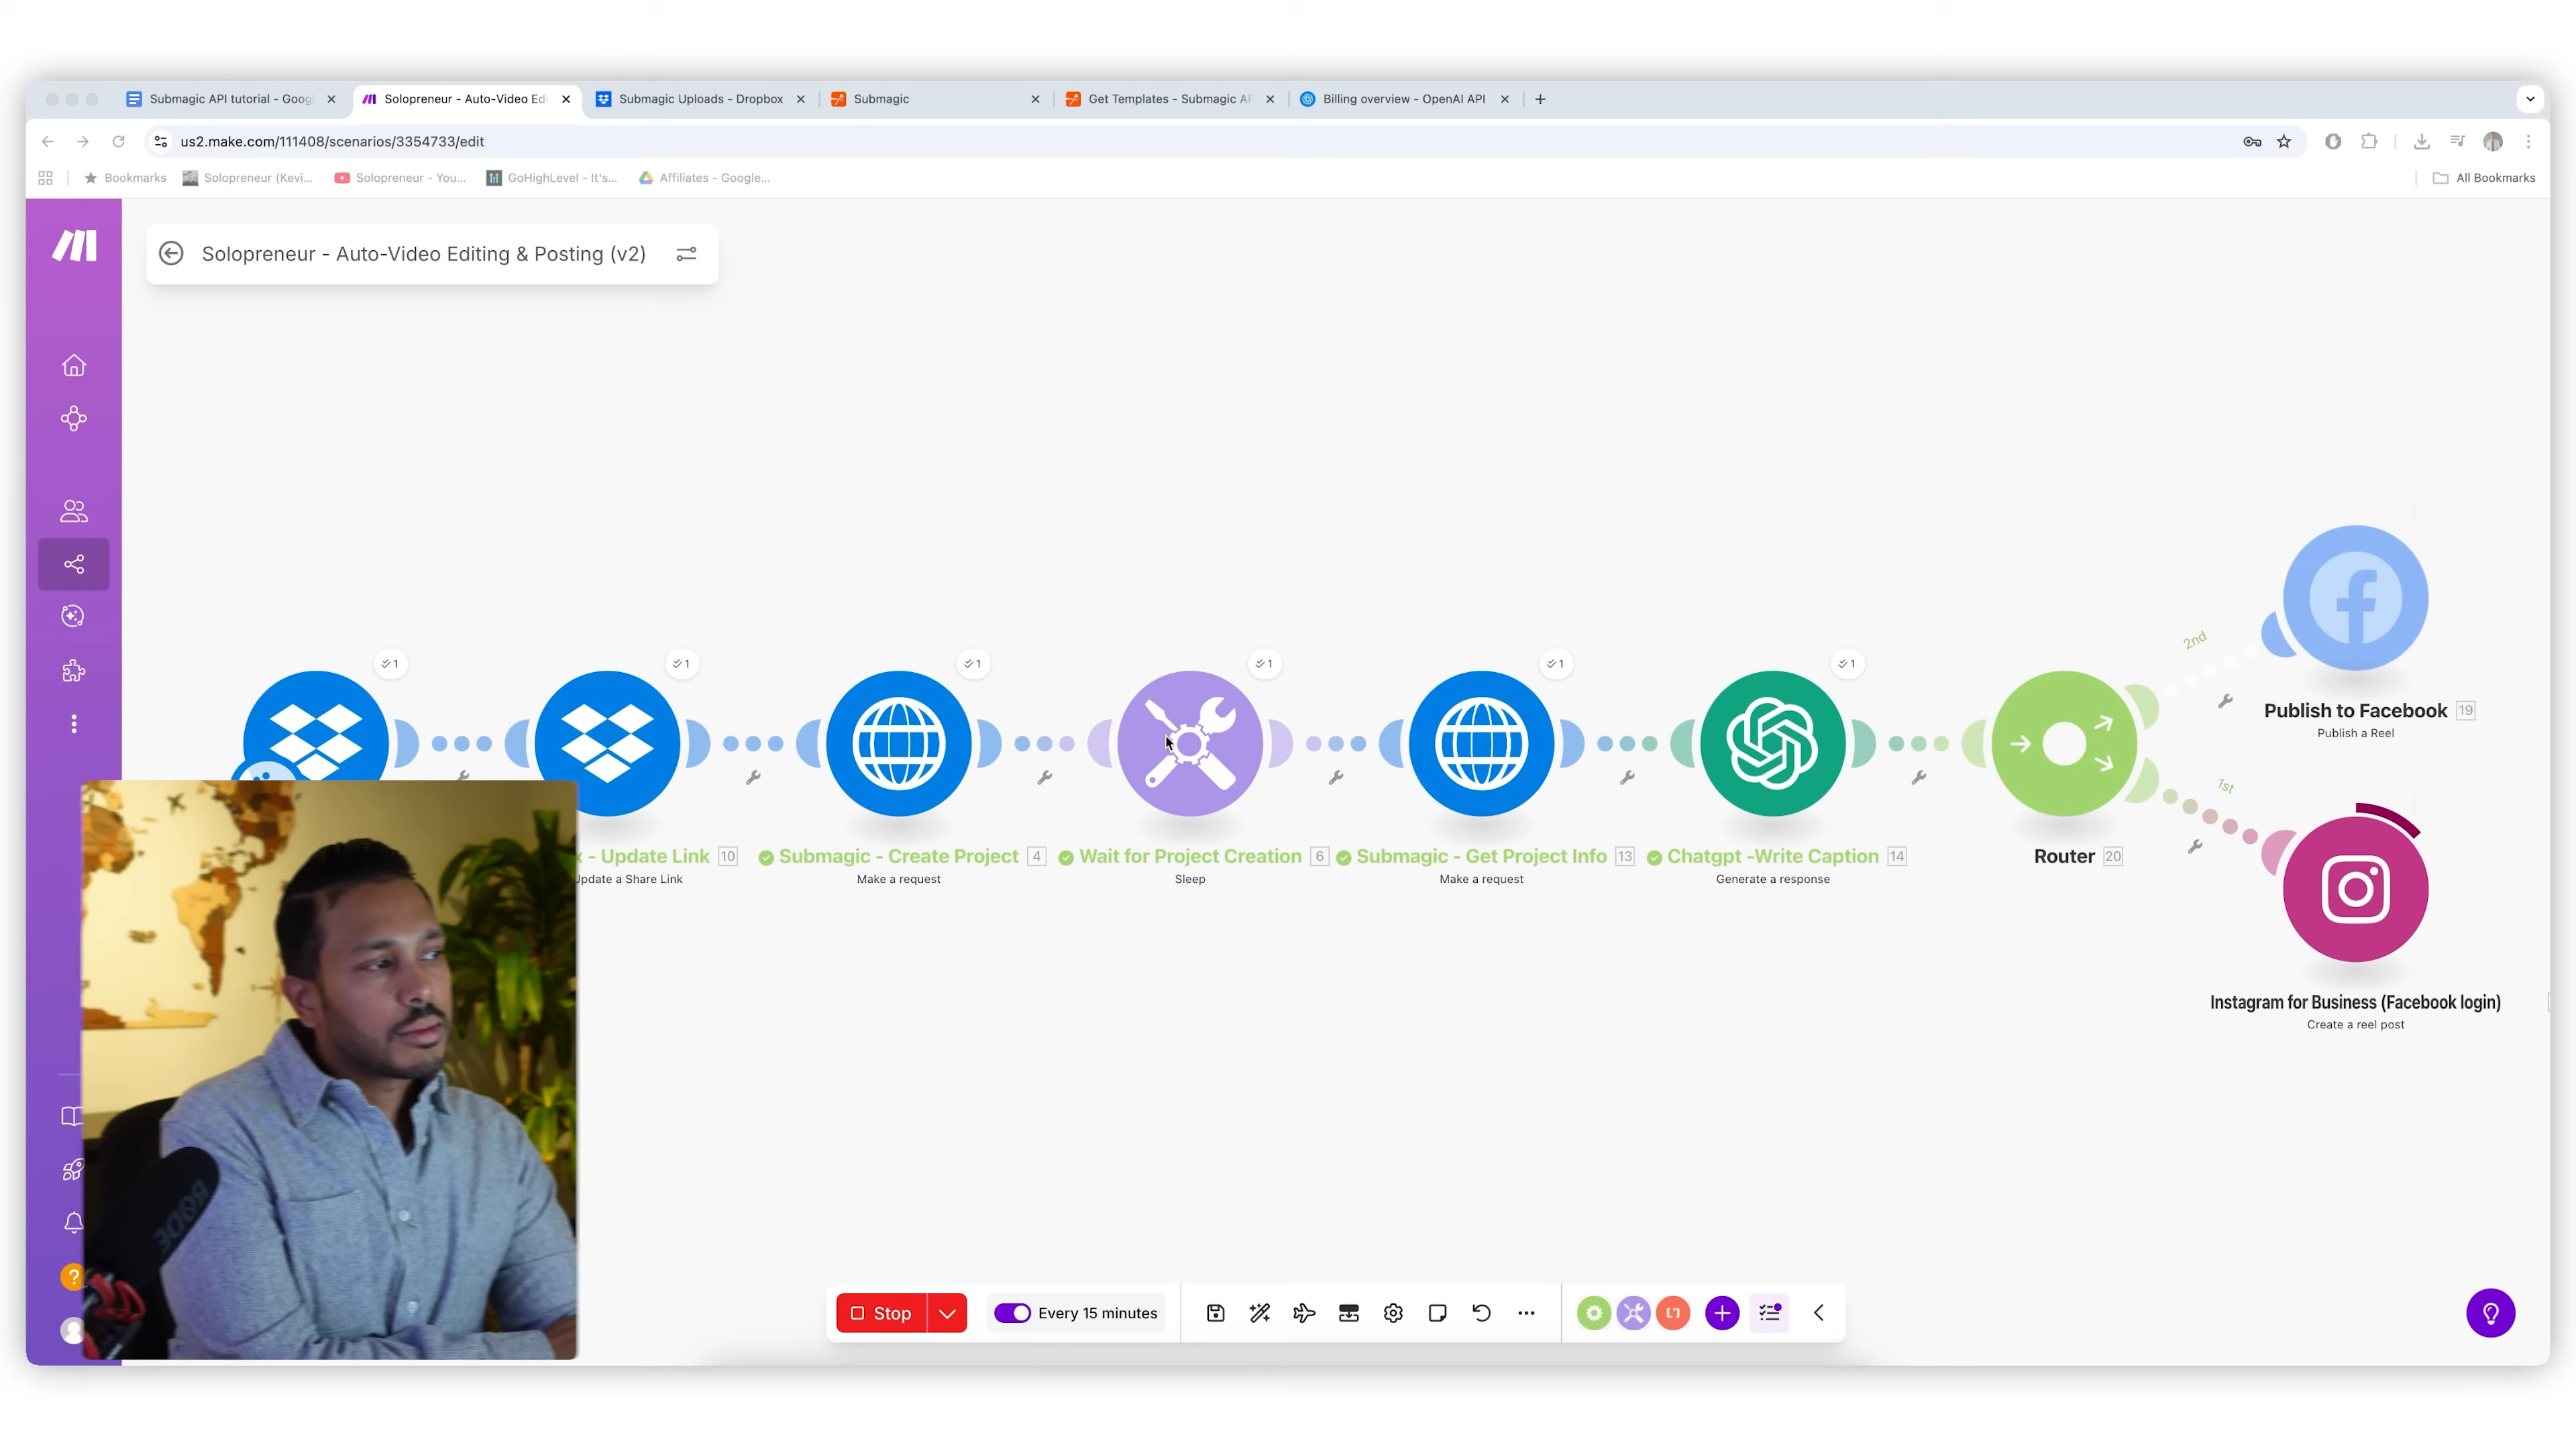 Submagic API tutorial - Goog
Solopreneur - Auto-Video Edi
Submagic Uploads - Dropbox
Submagic
Get Templates - Submagic AP
Billing overview - OpenAI API
us2.make.com/111408/scenarios/3354733/edit
Bookmarks
Solopreneur (Kevi...
Solopreneur - You...
GoHighLevel - It's...
Affiliates - Google...
All Bookmarks
Solopreneur - Auto-Video Editing & Posting (v2)
2nd
Publish to Facebook 19
Publish a Reel
1
1
1
1
1
1
1st
- Update Link 10
Update a Share Link
Submagic - Create Project 4
Make a request
Wait for Project Creation 6
Sleep
Submagic - Get Project Info 13
Make a request
Chatgpt -Write Caption 14
Generate a response
Router 20
Instagram for Business (Facebook login)
Create a reel post
RODE
?
Stop
Every 15 minutes